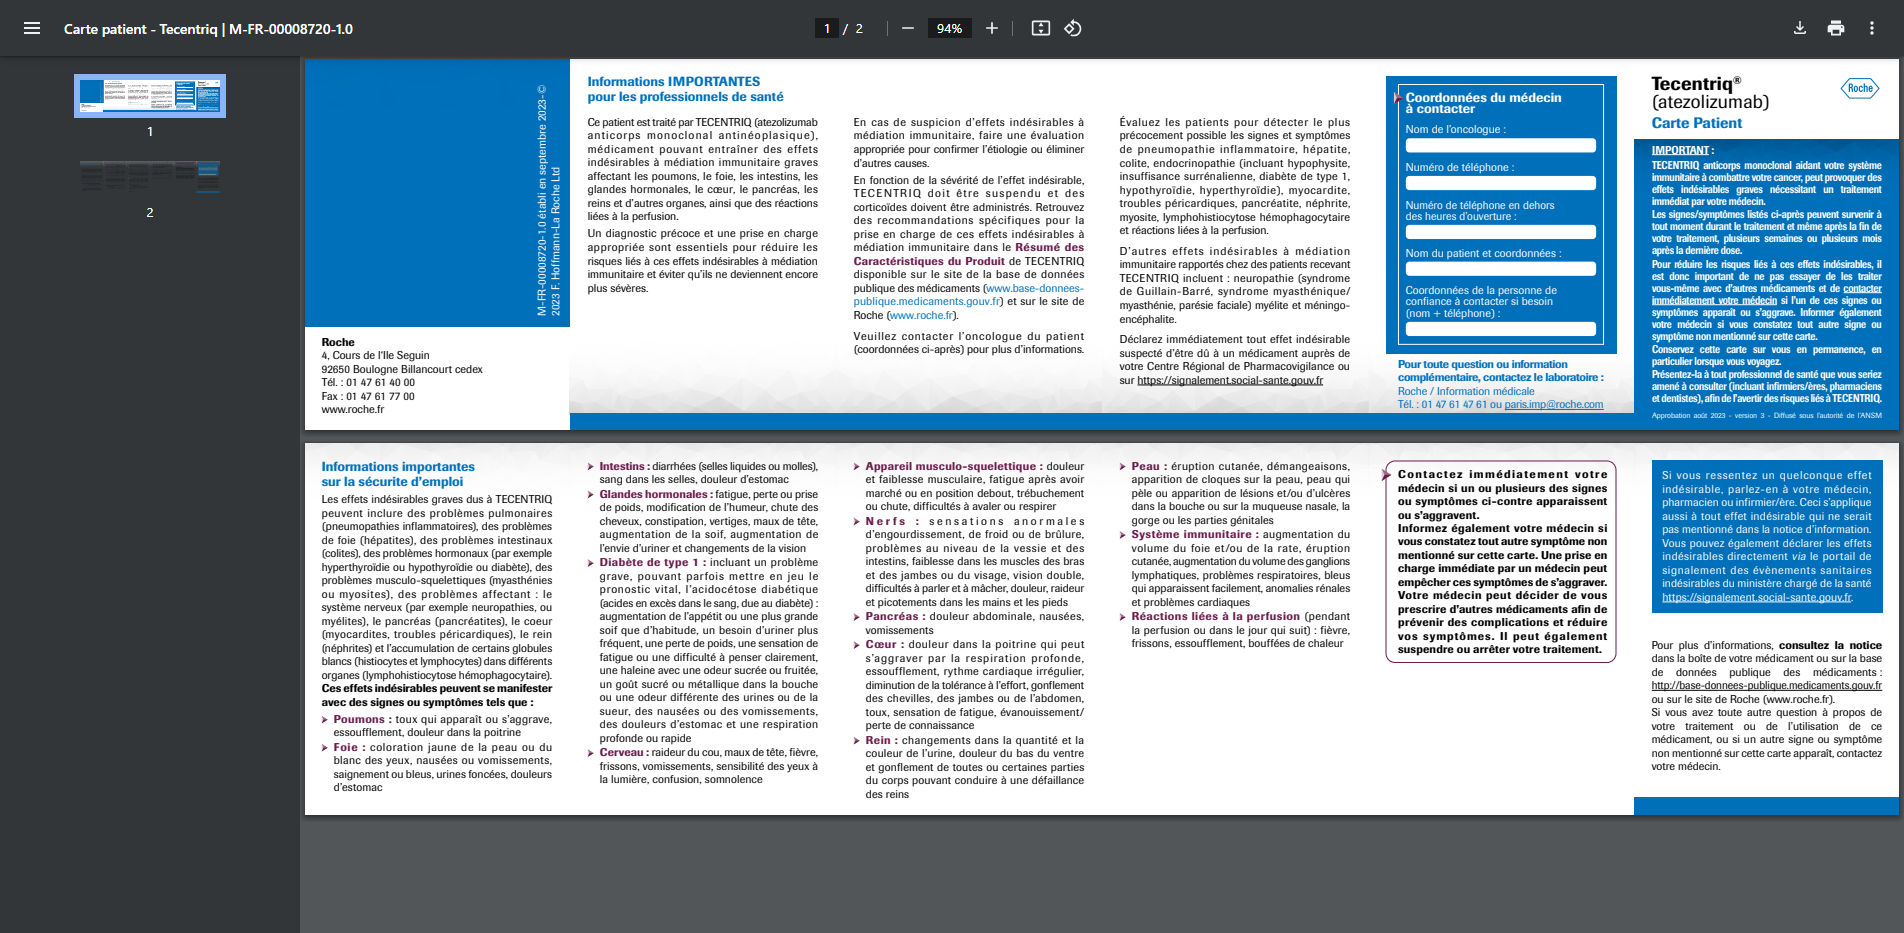 Carte patient - Tecentriq | M-FR-00008720-1.0
1 / 2
94%
1
2
M-FR-00008720-1.0 établi en septembre 2023- ©
2023 F. Hoffmann-La Roche Ltd
Roche
4, Cours de l'Ile Seguin
92650 Boulogne Billancourt cedex
Tél. : 01 47 61 40 00
Fax : 01 47 61 77 00
www.roche.fr
Informations IMPORTANTES
pour les professionnels de santé
Ce patient est traité par TECENTRIQ (atezolizumab
anticorps monoclonal antinéoplasique),
médicament pouvant entraîner des effets
indésirables à médiation immunitaire graves
affectant les poumons, le foie, les intestins, les
glandes hormonales, le cœur, le pancréas, les
reins et d'autres organes, ainsi que des réactions
liées à la perfusion.
Un diagnostic précoce et une prise en charge
appropriée sont essentiels pour réduire les
risques liés à ces effets indésirables à médiation
immunitaire et éviter qu'ils ne deviennent encore
plus sévères.
En cas de suspicion d'effets indésirables à
médiation immunitaire, faire une évaluation
appropriée pour confirmer l'étiologie ou éliminer
d'autres causes.
En fonction de la sévérité de l'effet indésirable,
TECENTRIQ doit être suspendu et des
corticoïdes doivent être administrés. Retrouvez
des recommandations spécifiques pour la
prise en charge de ces effets indésirables à
médiation immunitaire dans le Résumé des
Caractéristiques du Produit de TECENTRIQ
disponible sur le site de la base de données
publique des médicaments (www.base-donnees-
publique.medicaments.gouv.fr) et sur le site de
Roche (www.roche.fr).
Veuillez contacter l'oncologue du patient
(coordonnées ci-après) pour plus d'informations.
Évaluez les patients pour détecter le plus
précocement possible les signes et symptômes
de pneumopathie inflammatoire, hépatite,
colite, endocrinopathie (incluant hypophysite,
insuffisance surrénalienne, diabète de type 1,
hypothyroïdie, hyperthyroïdie), myocardite,
troubles péricardiques, pancréatite, néphrite,
myosite, lymphohistiocytose hémophagocytaire
et réactions liées à la perfusion.
D'autres effets indésirables à médiation
immunitaire rapportés chez des patients recevant
TECENTRIQ incluent : neuropathie (syndrome
de Guillain-Barré, syndrome myasthénique/
myasthénie, parésie faciale) myélite et méningo-
encéphalite.
Déclarez immédiatement tout effet indésirable
suspecté d'être dû à un médicament auprès de
votre Centre Régional de Pharmacovigilance ou
sur https://signalement.social-sante.gouv.fr
Coordonnées du médecin
à contacter
Nom de l'oncologue :
Numéro de téléphone :
Numéro de téléphone en dehors
des heures d'ouverture :
Nom du patient et coordonnées :
Coordonnées de la personne de
confiance à contacter si besoin
(nom + téléphone) :
Pour toute question ou information
complémentaire, contactez le laboratoire :
Roche / Information médicale
Tél. : 01 47 61 47 61 ou paris.imp@roche.com
Tecentriq®
(atezolizumab)
Carte Patient
Roche
IMPORTANT :
TECENTRIQ anticorps monoclonal aidant votre système
immunitaire à combattre votre cancer, peut provoquer des
effets indésirables graves nécessitant un traitement
immédiat par votre médecin.
Les signes/symptômes listés ci-après peuvent survenir à
tout moment durant le traitement et même après la fin de
votre traitement, plusieurs semaines ou plusieurs mois
après la dernière dose.
Pour réduire les risques liés à ces effets indésirables, il
est donc important de ne pas essayer de les traiter
vous-même avec d'autres médicaments et de contacter
immédiatement votre médecin si l'un de ces signes ou
symptômes apparaît ou s'aggrave. Informer également
votre médecin si vous constatez tout autre signe ou
symptôme non mentionné sur cette carte.
Conservez cette carte sur vous en permanence, en
particulier lorsque vous voyagez.
Présentez-la à tout professionnel de santé que vous seriez
amené à consulter (incluant infirmiers/ères, pharmaciens
et dentistes), afin de l'avertir des risques liés à TECENTRIQ.
Approbation août 2023 - version 3 - Diffusé sous l'autorité de l'ANSM
Informations importantes
sur la sécurite d'emploi
Les effets indésirables graves dus à TECENTRIQ
peuvent inclure des problèmes pulmonaires
(pneumopathies inflammatoires), des problèmes
de foie (hépatites), des problèmes intestinaux
(colites), des problèmes hormonaux (par exemple
hyperthyroïdie ou hypothyroïdie ou diabète), des
problèmes musculo-squelettiques (myasthénies
ou myosites), des problèmes affectant : le
système nerveux (par exemple neuropathies, ou
myélites), le pancréas (pancréatites), le coeur
(myocardites, troubles péricardiques), le rein
(néphrites) et l'accumulation de certains globules
blancs (histiocytes et lymphocytes) dans différents
organes (lymphohistiocytose hémophagocytaire).
Ces effets indésirables peuvent se manifester
avec des signes ou symptômes tels que :
Poumons : toux qui apparaît ou s'aggrave,
essoufflement, douleur dans la poitrine
Foie : coloration jaune de la peau ou du
blanc des yeux, nausées ou vomissements,
saignement ou bleus, urines foncées, douleurs
d'estomac
Intestins : diarrhées (selles liquides ou molles),
sang dans les selles, douleur d'estomac
Glandes hormonales : fatigue, perte ou prise
de poids, modification de l'humeur, chute des
cheveux, constipation, vertiges, maux de tête,
augmentation de la soif, augmentation de
l'envie d'uriner et changements de la vision
Diabète de type 1 : incluant un problème
grave, pouvant parfois mettre en jeu le
pronostic vital, l'acidocétose diabétique
(acides en excès dans le sang, due au diabète) :
augmentation de l'appétit ou une plus grande
soif que d'habitude, un besoin d'uriner plus
fréquent, une perte de poids, une sensation de
fatigue ou une difficulté à penser clairement,
une haleine avec une odeur sucrée ou fruitée,
un goût sucré ou métallique dans la bouche
ou une odeur différente des urines ou de la
sueur, des nausées ou des vomissements,
des douleurs d'estomac et une respiration
profonde ou rapide
Cerveau : raideur du cou, maux de tête, fièvre,
frissons, vomissements, sensibilité des yeux à
la lumière, confusion, somnolence
Appareil musculo-squelettique : douleur
et faiblesse musculaire, fatigue après avoir
marché ou en position debout, trébuchement
ou chute, difficultés à avaler ou respirer
Nerfs : sensations anormales
d'engourdissement, de froid ou de brûlure,
problèmes au niveau de la vessie et des
intestins, faiblesse dans les muscles des bras
et des jambes ou du visage, vision double,
difficultés à parler et à mâcher, douleur, raideur
et picotements dans les mains et les pieds
Pancréas : douleur abdominale, nausées,
vomissements
Cœur : douleur dans la poitrine qui peut
s'aggraver par la respiration profonde,
essoufflement, rythme cardiaque irrégulier,
diminution de la tolérance à l'effort, gonflement
des chevilles, des jambes ou de l'abdomen,
toux, sensation de fatigue, évanouissement/
perte de connaissance
Rein : changements dans la quantité et la
couleur de l'urine, douleur du bas du ventre
et gonflement de toutes ou certaines parties
du corps pouvant conduire à une défaillance
des reins
Peau : éruption cutanée, démangeaisons,
apparition de cloques sur la peau, peau qui
pèle ou apparition de lésions et/ou d'ulcères
dans la bouche ou sur la muqueuse nasale, la
gorge ou les parties génitales
Système immunitaire : augmentation du
volume du foie et/ou de la rate, éruption
cutanée, augmentation du volume des ganglions
lymphatiques, problèmes respiratoires, bleus
qui apparaissent facilement, anomalies rénales
et problèmes cardiaques
Réactions liées à la perfusion (pendant
la perfusion ou dans le jour qui suit) : fièvre,
frissons, essoufflement, bouffées de chaleur
Contactez immédiatement votre
médecin si un ou plusieurs des signes
ou symptômes ci-contre apparaissent
ou s'aggravent.
Informez également votre médecin si
vous constatez tout autre symptôme non
mentionné sur cette carte. Une prise en
charge immédiate par un médecin peut
empêcher ces symptômes de s'aggraver.
Votre médecin peut décider de vous
prescrire d'autres médicaments afin de
prévenir des complications et réduire
vos symptômes. Il peut également
suspendre ou arrêter votre traitement.
Si vous ressentez un quelconque effet
indésirable, parlez-en à votre médecin,
pharmacien ou infirmier/ère. Ceci s'applique
aussi à tout effet indésirable qui ne serait
pas mentionné dans la notice d'information.
Vous pouvez également déclarer les effets
indésirables directement via le portail de
signalement des évènements sanitaires
indésirables du ministère chargé de la santé
https://signalement.social-sante.gouv.fr.
Pour plus d'informations, consultez la notice
dans la boîte de votre médicament ou sur la base
de données publique des médicaments :
http://base-donnees-publique.medicaments.gouv.fr
ou sur le site de Roche (www.roche.fr).
Si vous avez toute autre question à propos de
votre traitement ou de l'utilisation de ce
médicament, ou si un autre signe ou symptôme
non mentionné sur cette carte apparaît, contactez
votre médecin.